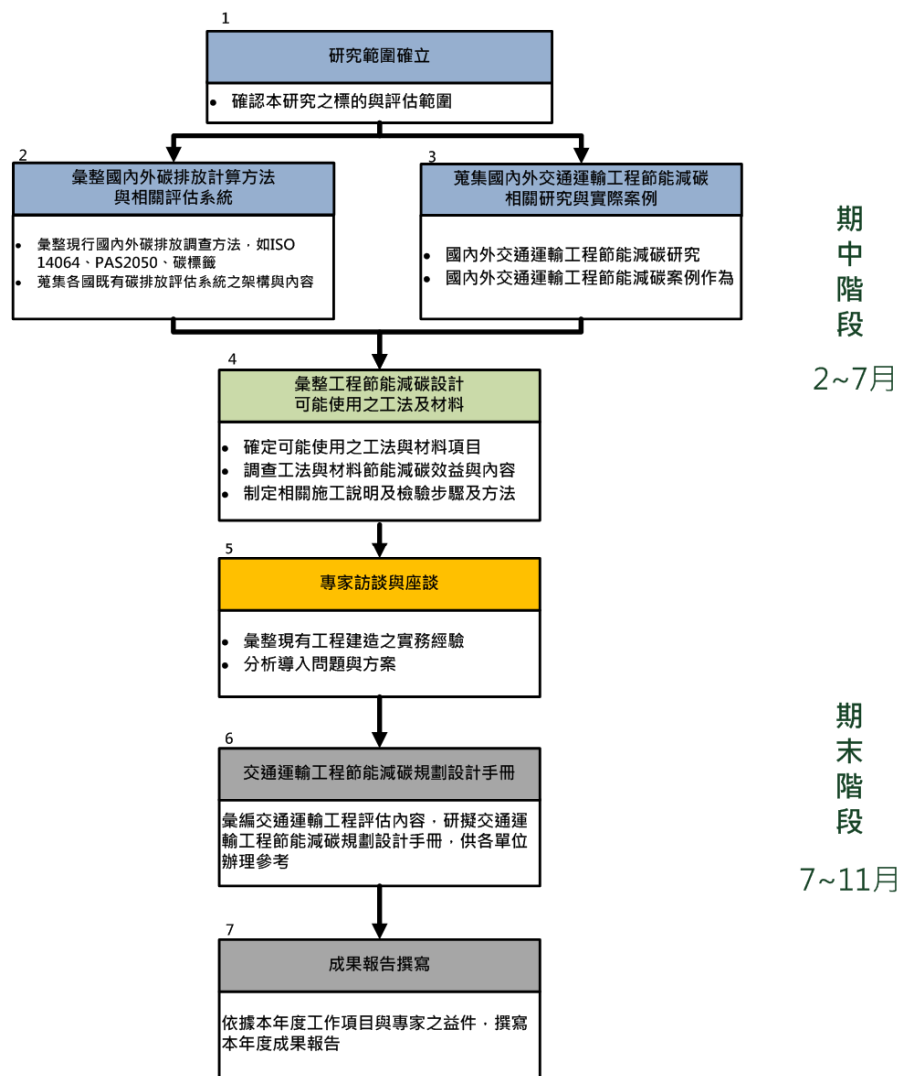 1
研究範圍確立
• 確認本研究之標的與評估範圍
2
彙整國內外碳排放計算方法
與相關評估系統
• 彙整現行國內外碳排放調查方法，如ISO
14064、PAS2050、碳標籤
• 蒐集各國既有碳排放評估系統之架構與內容
3
蒐集國內外交通運輸工程節能減碳
相關研究與實際案例
• 國內外交通運輸工程節能減碳研究
• 國內外交通運輸工程節能減碳案例作為
期
中
階
段
2~7月
4
彙整工程節能減碳設計
可能使用之工法及材料
• 確定可能使用之工法與材料項目
• 調查工法與材料節能減碳效益與內容
• 制定相關施工說明及檢驗步驟及方法
5
專家訪談與座談
• 彙整現有工程建造之實務經驗
• 分析導入問題與方案
6
交通運輸工程節能減碳規劃設計手冊
彙編交通運輸工程評估內容，研擬交通運
輸工程節能減碳規劃設計手冊，供各單位
辦理參考
期
末
階
段
7~11月
7
成果報告撰寫
依據本年度工作項目與專家之益件，撰寫
本年度成果報告